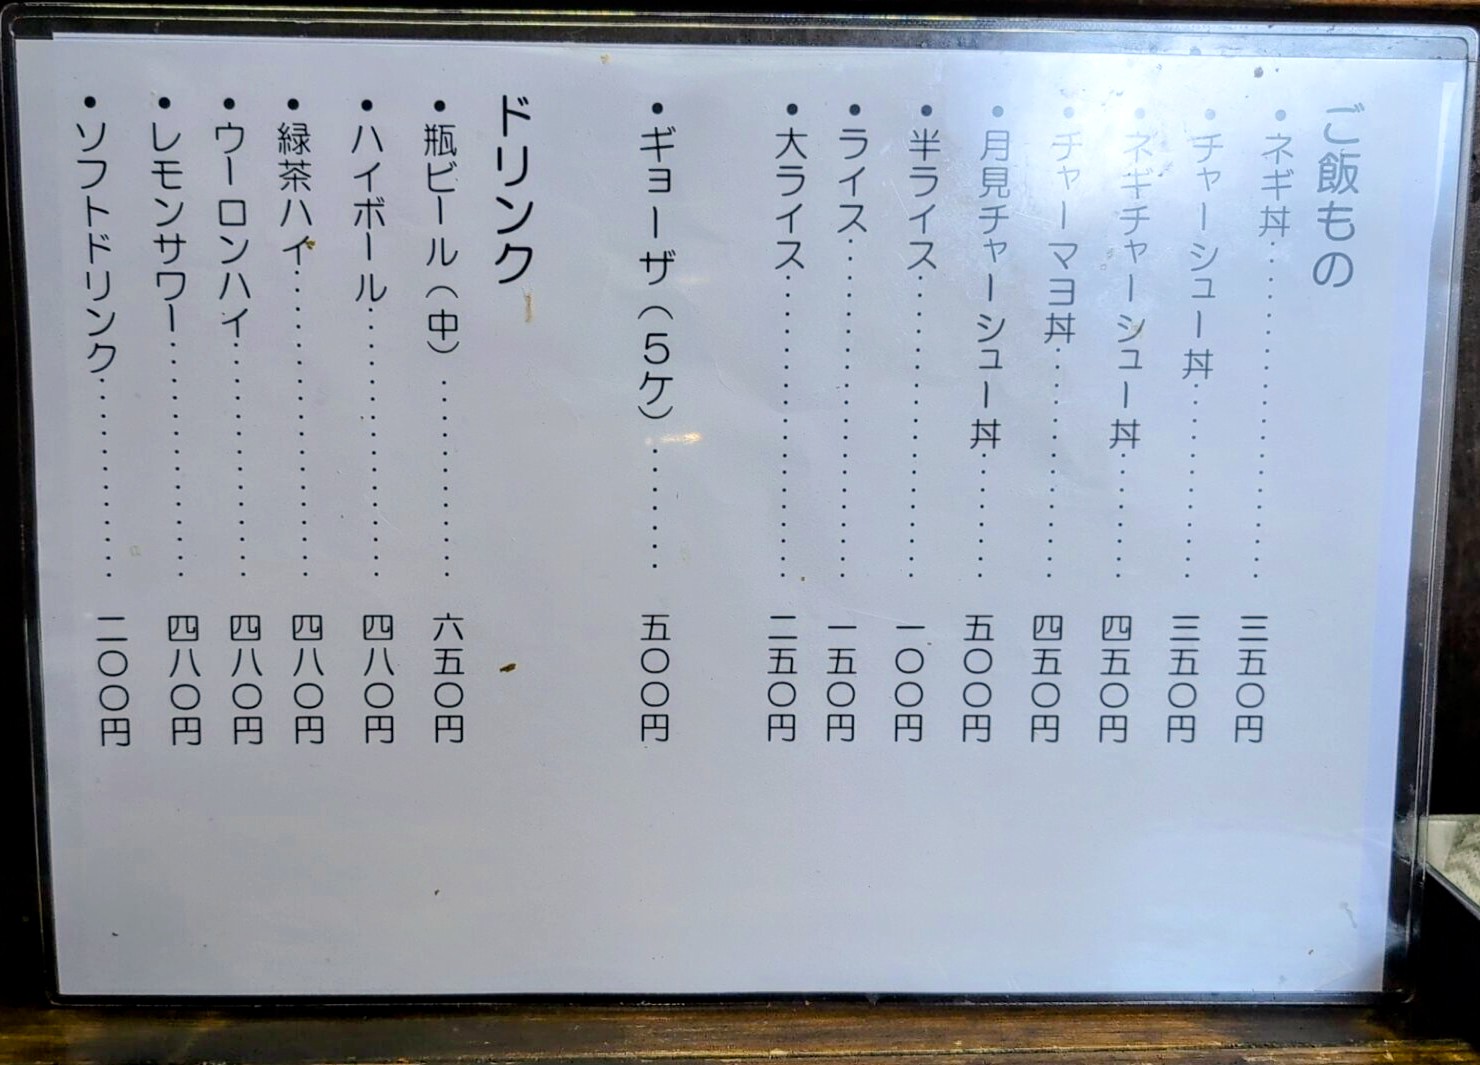 ご飯もの
・ネギ丼…………三五〇円
・チャーシュー丼…………三五〇円
・ネギチャーシュー丼…………四五〇円
・チャーマヨ丼…………四五〇円
・月見チャーシュー丼…………五〇〇円
・半ライス…………一〇〇円
・ライス…………一五〇円
・大ライス…………二五〇円
・ギョーザ（５ケ）…………五〇〇円
ドリンク
・瓶ビール（中）…………六五〇円
・ハイボール…………四八〇円
・緑茶ハイ…………四八〇円
・ウーロンハイ…………四八〇円
・レモンサワー…………四八〇円
・ソフトドリンク…………二〇〇円